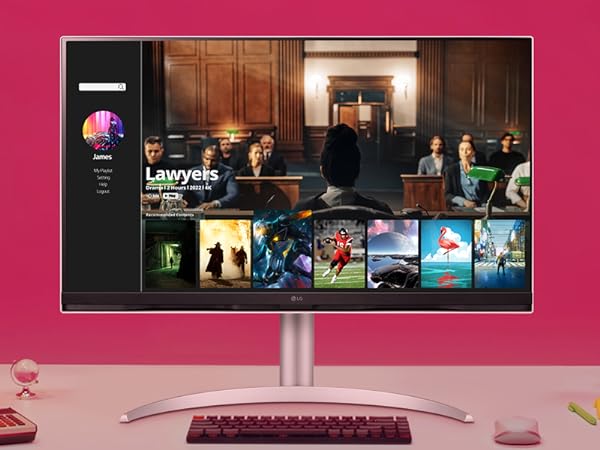 James
My Playlist
Setting
Help
Logout
Lawyers
Drama | 2 Hours | 2022 | 4K
Recommended Contents
LG